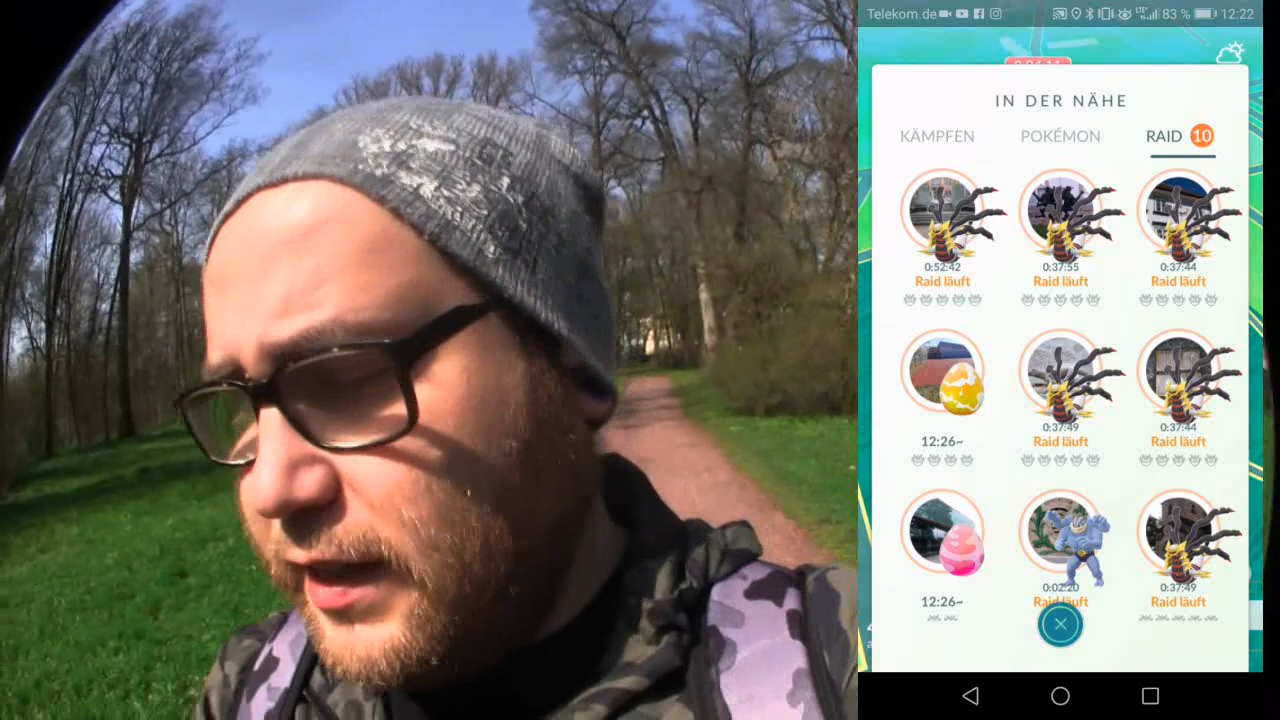 Telekom.de
LTE
83 %
12:22
IN DER NÄHE
KÄMPFEN
POKÉMON
RAID 10
0:52:42
0:37:55
0:37:44
Raid läuft
Raid läuft
Raid läuft
12:26~
0:37:49
0:37:44
Raid läuft
Raid läuft
12:26~
0:02:20
0:37:49
Raid läuft
Raid läuft